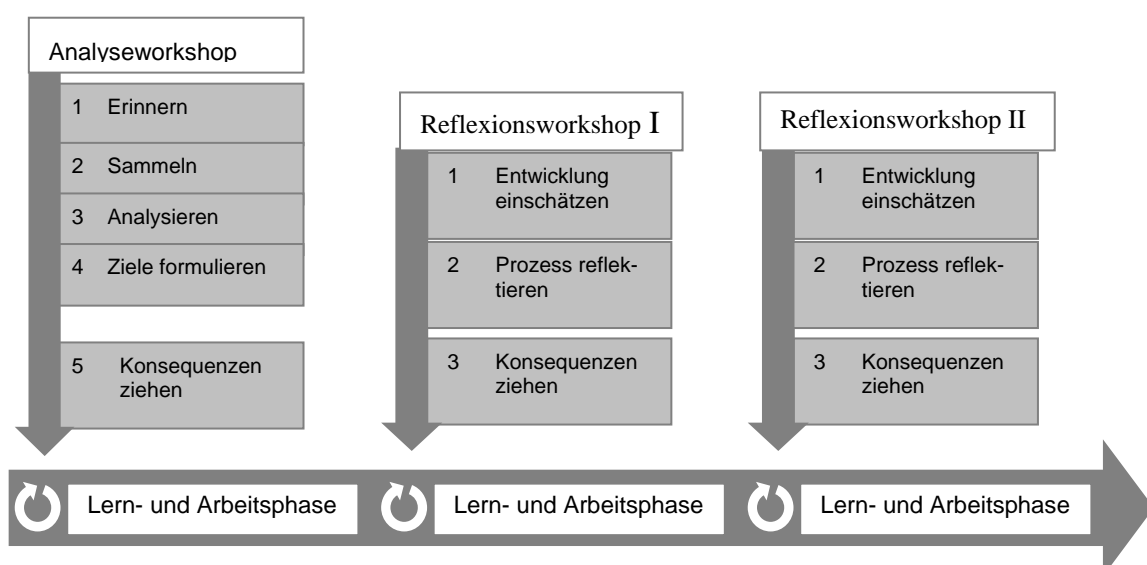 Analyseworkshop
1 Erinnern
2 Sammeln
3 Analysieren
4 Ziele formulieren
5 Konsequenzen
ziehen
Reflexionsworkshop I
1 Entwicklung
einschätzen
2 Prozess reflek-
tieren
3 Konsequenzen
ziehen
Reflexionsworkshop II
1 Entwicklung
einschätzen
2 Prozess reflek-
tieren
3 Konsequenzen
ziehen
Lern- und Arbeitsphase
Lern- und Arbeitsphase
Lern- und Arbeitsphase